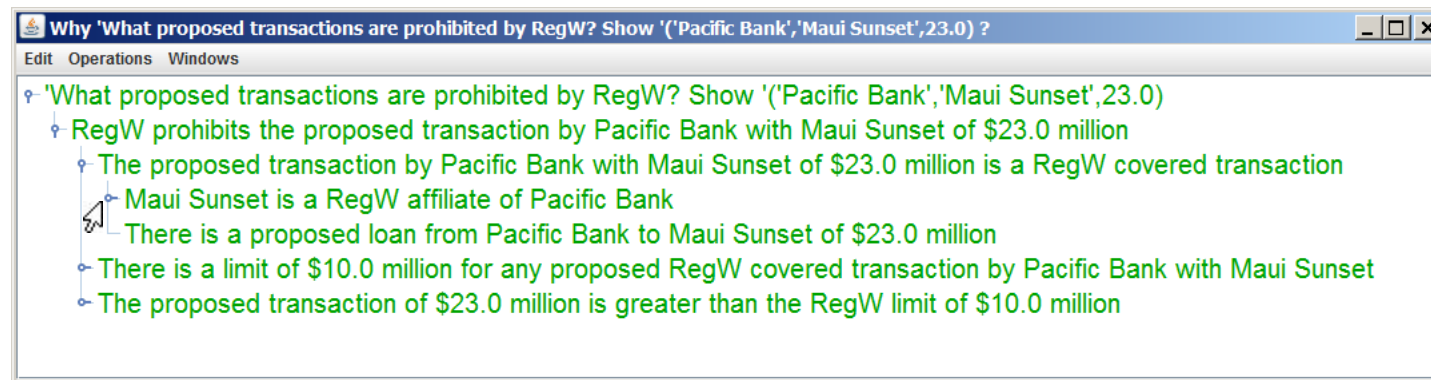 Why 'What proposed transactions are prohibited by RegW? Show '('Pacific Bank','Maui Sunset',23.0) ?
Edit Operations Windows
'What proposed transactions are prohibited by RegW? Show '('Pacific Bank','Maui Sunset',23.0)
RegW prohibits the proposed transaction by Pacific Bank with Maui Sunset of $23.0 million
The proposed transaction by Pacific Bank with Maui Sunset of $23.0 million is a RegW covered transaction
Maui Sunset is a RegW affiliate of Pacific Bank
There is a proposed loan from Pacific Bank to Maui Sunset of $23.0 million
There is a limit of $10.0 million for any proposed RegW covered transaction by Pacific Bank with Maui Sunset
The proposed transaction of $23.0 million is greater than the RegW limit of $10.0 million